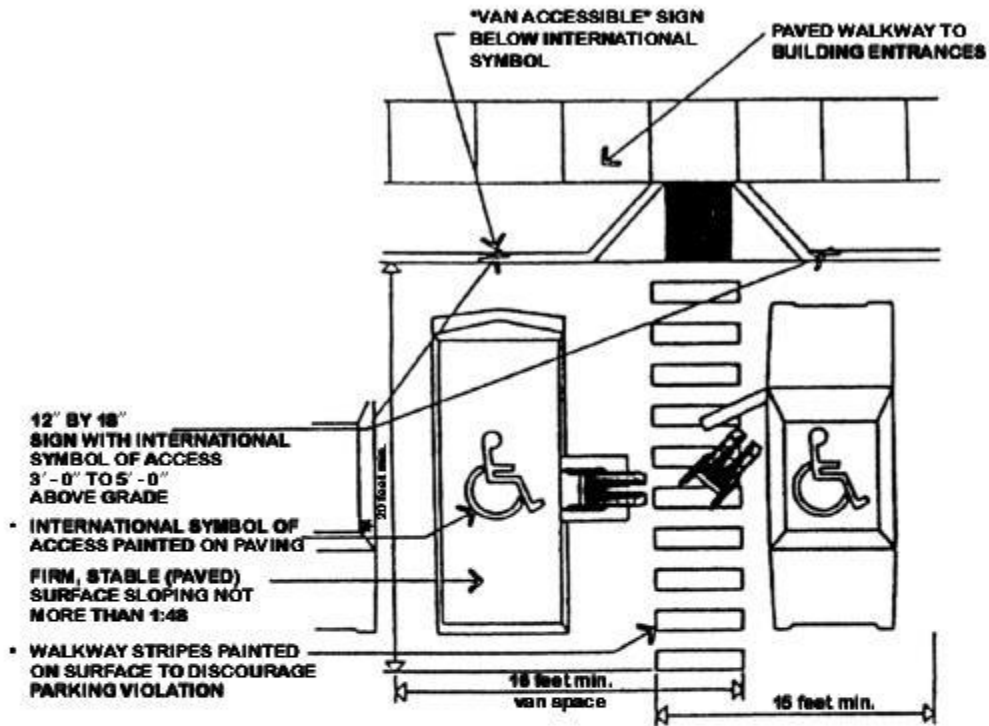 "VAN ACCESSIBLE" SIGN
BELOW INTERNATIONAL
SYMBOL
PAVED WALKWAY TO
BUILDING ENTRANCES
12" BY 18"
SIGN WITH INTERNATIONAL
SYMBOL OF ACCESS
3'-0" TO 5'-0"
ABOVE GRADE
20 feet min.
• INTERNATIONAL SYMBOL OF
ACCESS PAINTED ON PAVING
FIRM, STABLE (PAVED)
SURFACE SLOPING NOT
MORE THAN 1:48
• WALKWAY STRIPES PAINTED
ON SURFACE TO DISCOURAGE
PARKING VIOLATION
feet min.
van space
15 feet min.